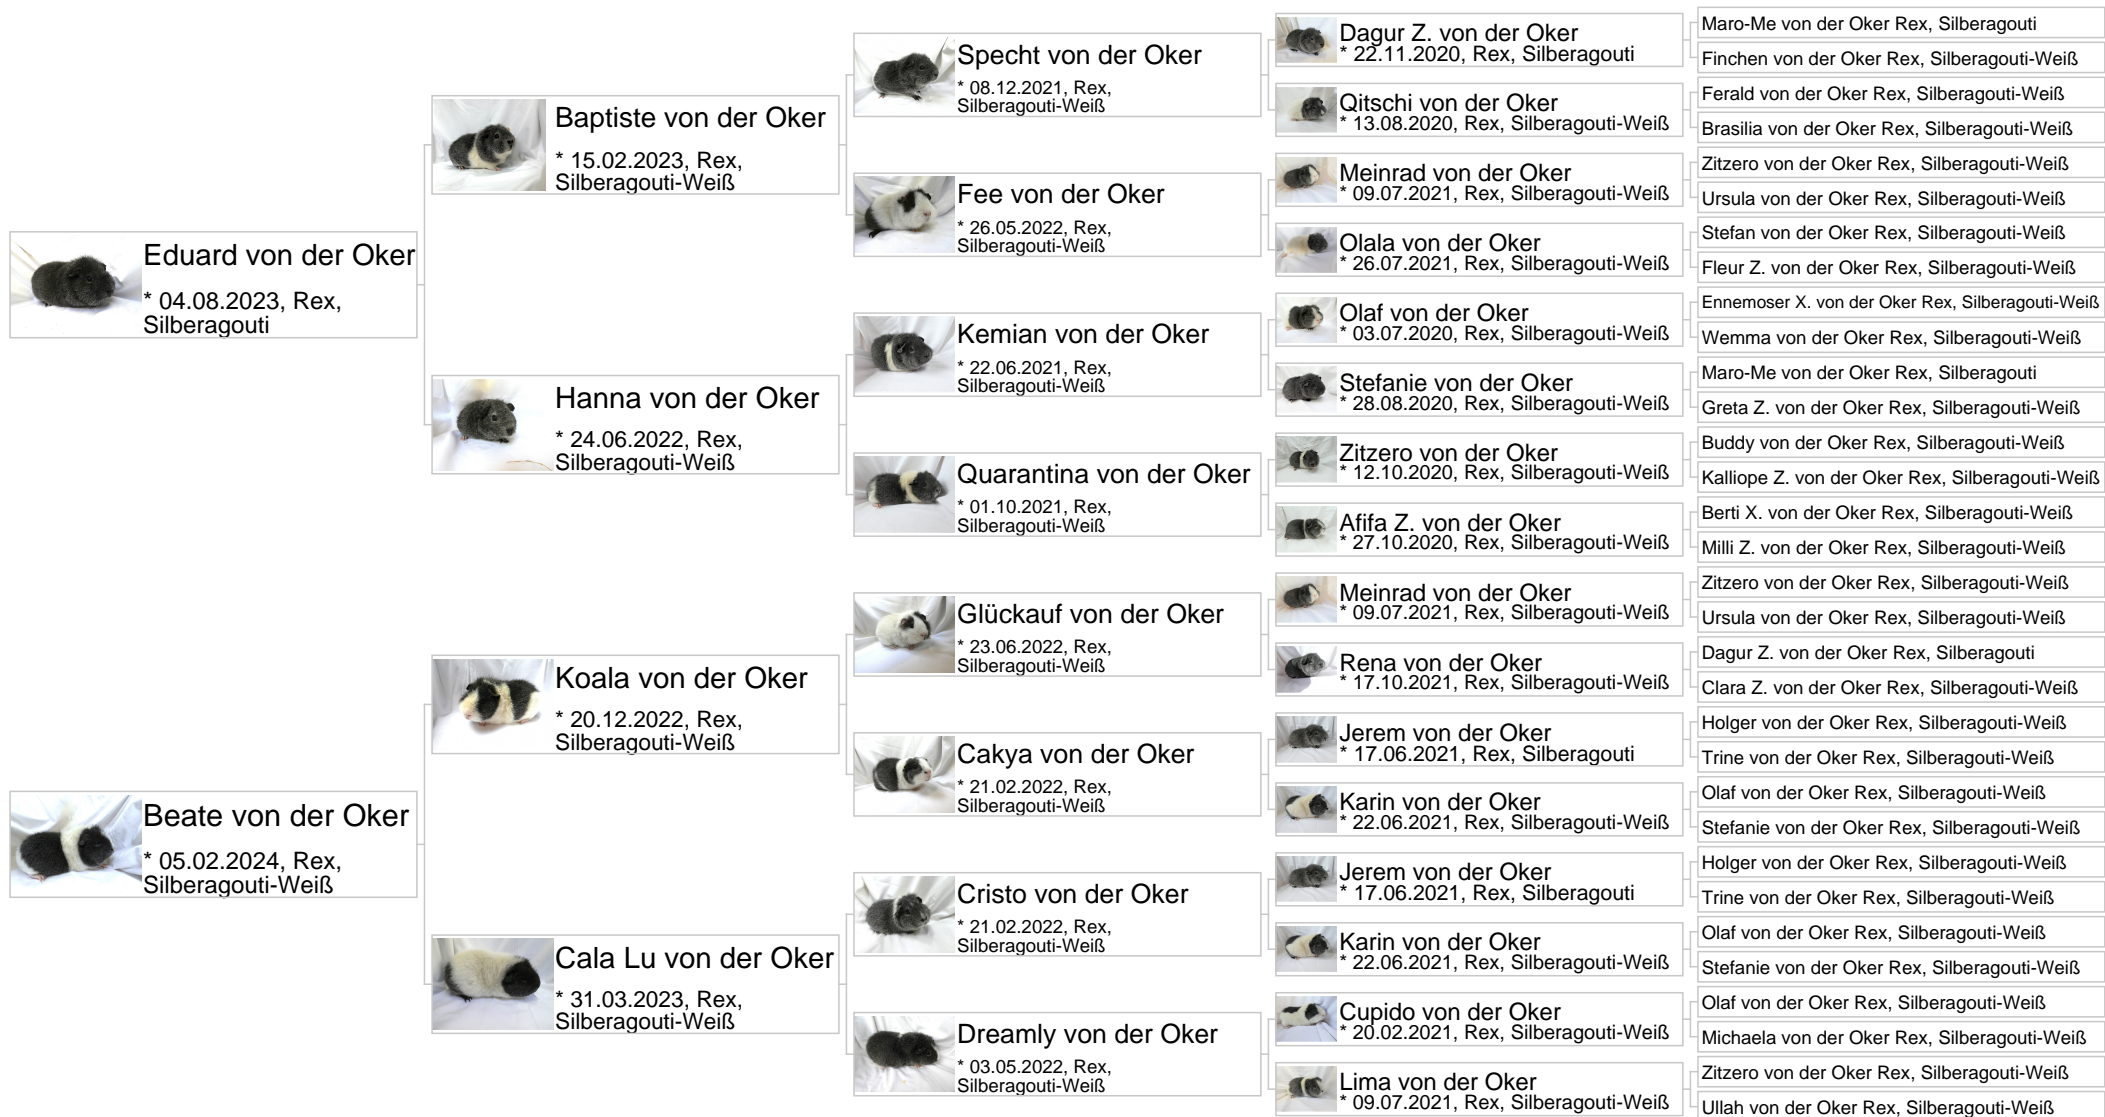 Eduard von der Oker
* 04.08.2023, Rex,
Silberagouti
Beate von der Oker
* 05.02.2024, Rex,
Silberagouti-Weiß
Baptiste von der Oker
* 15.02.2023, Rex,
Silberagouti-Weiß
Hanna von der Oker
* 24.06.2022, Rex,
Silberagouti-Weiß
Koala von der Oker
* 20.12.2022, Rex,
Silberagouti-Weiß
Cala Lu von der Oker
* 31.03.2023, Rex,
Silberagouti-Weiß
Specht von der Oker
* 08.12.2021, Rex,
Silberagouti-Weiß
Fee von der Oker
* 26.05.2022, Rex,
Silberagouti-Weiß
Kemian von der Oker
* 22.06.2021, Rex,
Silberagouti-Weiß
Quarantina von der Oker
* 01.10.2021, Rex,
Silberagouti-Weiß
Glückauf von der Oker
* 23.06.2022, Rex,
Silberagouti-Weiß
Cakya von der Oker
* 21.02.2022, Rex,
Silberagouti-Weiß
Cristo von der Oker
* 21.02.2022, Rex,
Silberagouti-Weiß
Dreamly von der Oker
* 03.05.2022, Rex,
Silberagouti-Weiß
Dagur Z. von der Oker
* 22.11.2020, Rex, Silberagouti
Qitschi von der Oker
* 13.08.2020, Rex, Silberagouti-Weiß
Meinrad von der Oker
* 09.07.2021, Rex, Silberagouti-Weiß
Olala von der Oker
* 26.07.2021, Rex, Silberagouti-Weiß
Olaf von der Oker
* 03.07.2020, Rex, Silberagouti-Weiß
Stefanie von der Oker
* 28.08.2020, Rex, Silberagouti-Weiß
Zitzero von der Oker
* 12.10.2020, Rex, Silberagouti-Weiß
Afifa Z. von der Oker
* 27.10.2020, Rex, Silberagouti-Weiß
Meinrad von der Oker
* 09.07.2021, Rex, Silberagouti-Weiß
Rena von der Oker
* 17.10.2021, Rex, Silberagouti-Weiß
Jerem von der Oker
* 17.06.2021, Rex, Silberagouti
Karin von der Oker
* 22.06.2021, Rex, Silberagouti-Weiß
Jerem von der Oker
* 17.06.2021, Rex, Silberagouti
Karin von der Oker
* 22.06.2021, Rex, Silberagouti-Weiß
Cupido von der Oker
* 20.02.2021, Rex, Silberagouti-Weiß
Lima von der Oker
* 09.07.2021, Rex, Silberagouti-Weiß
Maro-Me von der Oker Rex, Silberagouti
Finchen von der Oker Rex, Silberagouti-Weiß
Ferald von der Oker Rex, Silberagouti-Weiß
Brasilia von der Oker Rex, Silberagouti-Weiß
Zitzero von der Oker Rex, Silberagouti-Weiß
Ursula von der Oker Rex, Silberagouti-Weiß
Stefan von der Oker Rex, Silberagouti-Weiß
Fleur Z. von der Oker Rex, Silberagouti-Weiß
Ennemoser X. von der Oker Rex, Silberagouti-Weiß
Wemma von der Oker Rex, Silberagouti-Weiß
Maro-Me von der Oker Rex, Silberagouti
Greta Z. von der Oker Rex, Silberagouti-Weiß
Buddy von der Oker Rex, Silberagouti-Weiß
Kalliope Z. von der Oker Rex, Silberagouti-Weiß
Berti X. von der Oker Rex, Silberagouti-Weiß
Milli Z. von der Oker Rex, Silberagouti-Weiß
Zitzero von der Oker Rex, Silberagouti-Weiß
Ursula von der Oker Rex, Silberagouti-Weiß
Dagur Z. von der Oker Rex, Silberagouti
Clara Z. von der Oker Rex, Silberagouti-Weiß
Holger von der Oker Rex, Silberagouti-Weiß
Trine von der Oker Rex, Silberagouti-Weiß
Olaf von der Oker Rex, Silberagouti-Weiß
Stefanie von der Oker Rex, Silberagouti-Weiß
Holger von der Oker Rex, Silberagouti-Weiß
Trine von der Oker Rex, Silberagouti-Weiß
Olaf von der Oker Rex, Silberagouti-Weiß
Stefanie von der Oker Rex, Silberagouti-Weiß
Olaf von der Oker Rex, Silberagouti-Weiß
Michaela von der Oker Rex, Silberagouti-Weiß
Zitzero von der Oker Rex, Silberagouti-Weiß
Ullah von der Oker Rex, Silberagouti-Weiß